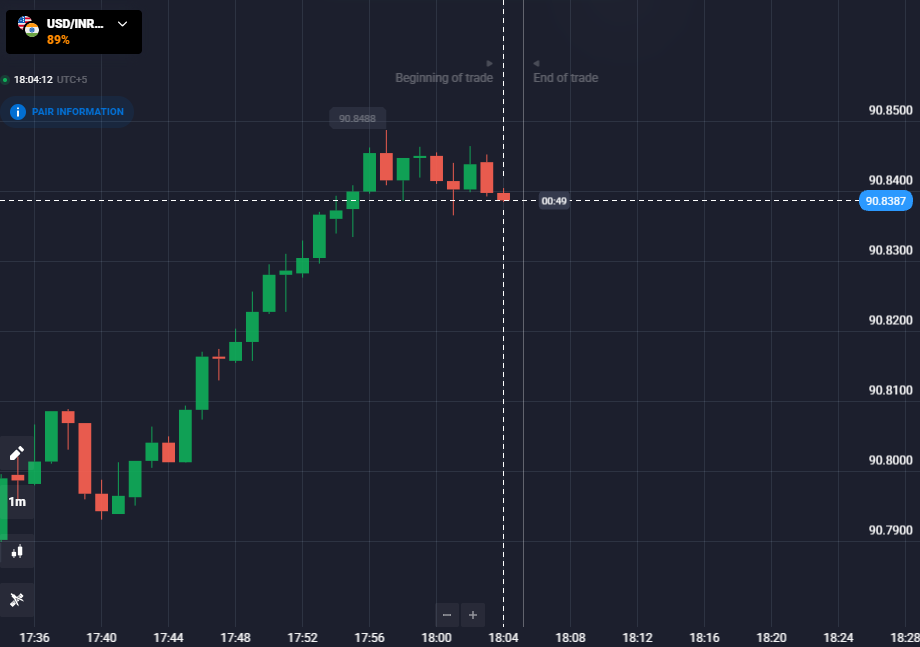 USD/INR...
89%
18:04:12 UTC+5
PAIR INFORMATION
Beginning of trade
End of trade
90.8488
00:49
90.8500
90.8400
90.8387
90.8300
90.8200
90.8100
90.8000
90.7900
1m
17:36 17:40 17:44 17:48 17:52 17:56 18:00 18:04 18:08 18:12 18:16 18:20 18:24 18:28